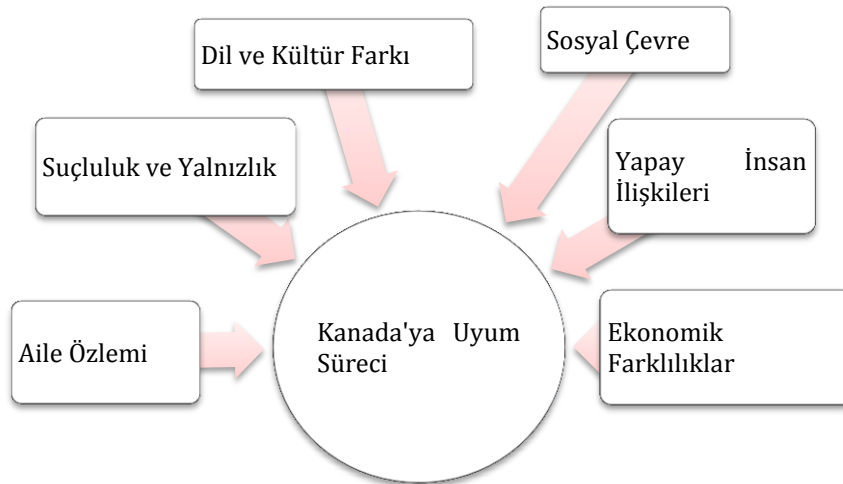 Dil ve Kültür Farkı
Sosyal Çevre
Suçluluk ve Yalnızlık
Yapay İnsan
İlişkileri
Aile Özlemi
Kanada'ya Uyum
Süreci
Ekonomik
Farklılıklar